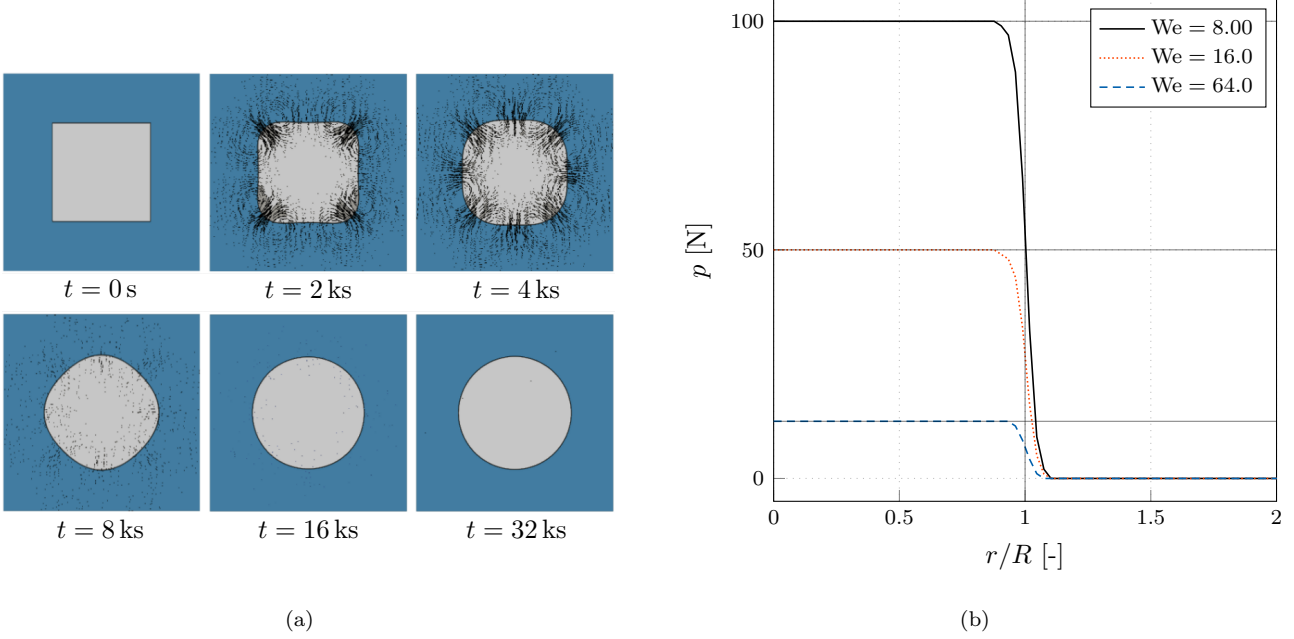 t = 0 s
t = 2 ks
t = 4 ks
t = 8 ks
t = 16 ks
t = 32 ks
(a)
100
50
0
p [N]
We = 8.00
We = 16.0
We = 64.0
0
0.5
1
1.5
2
r/R [-]
(b)